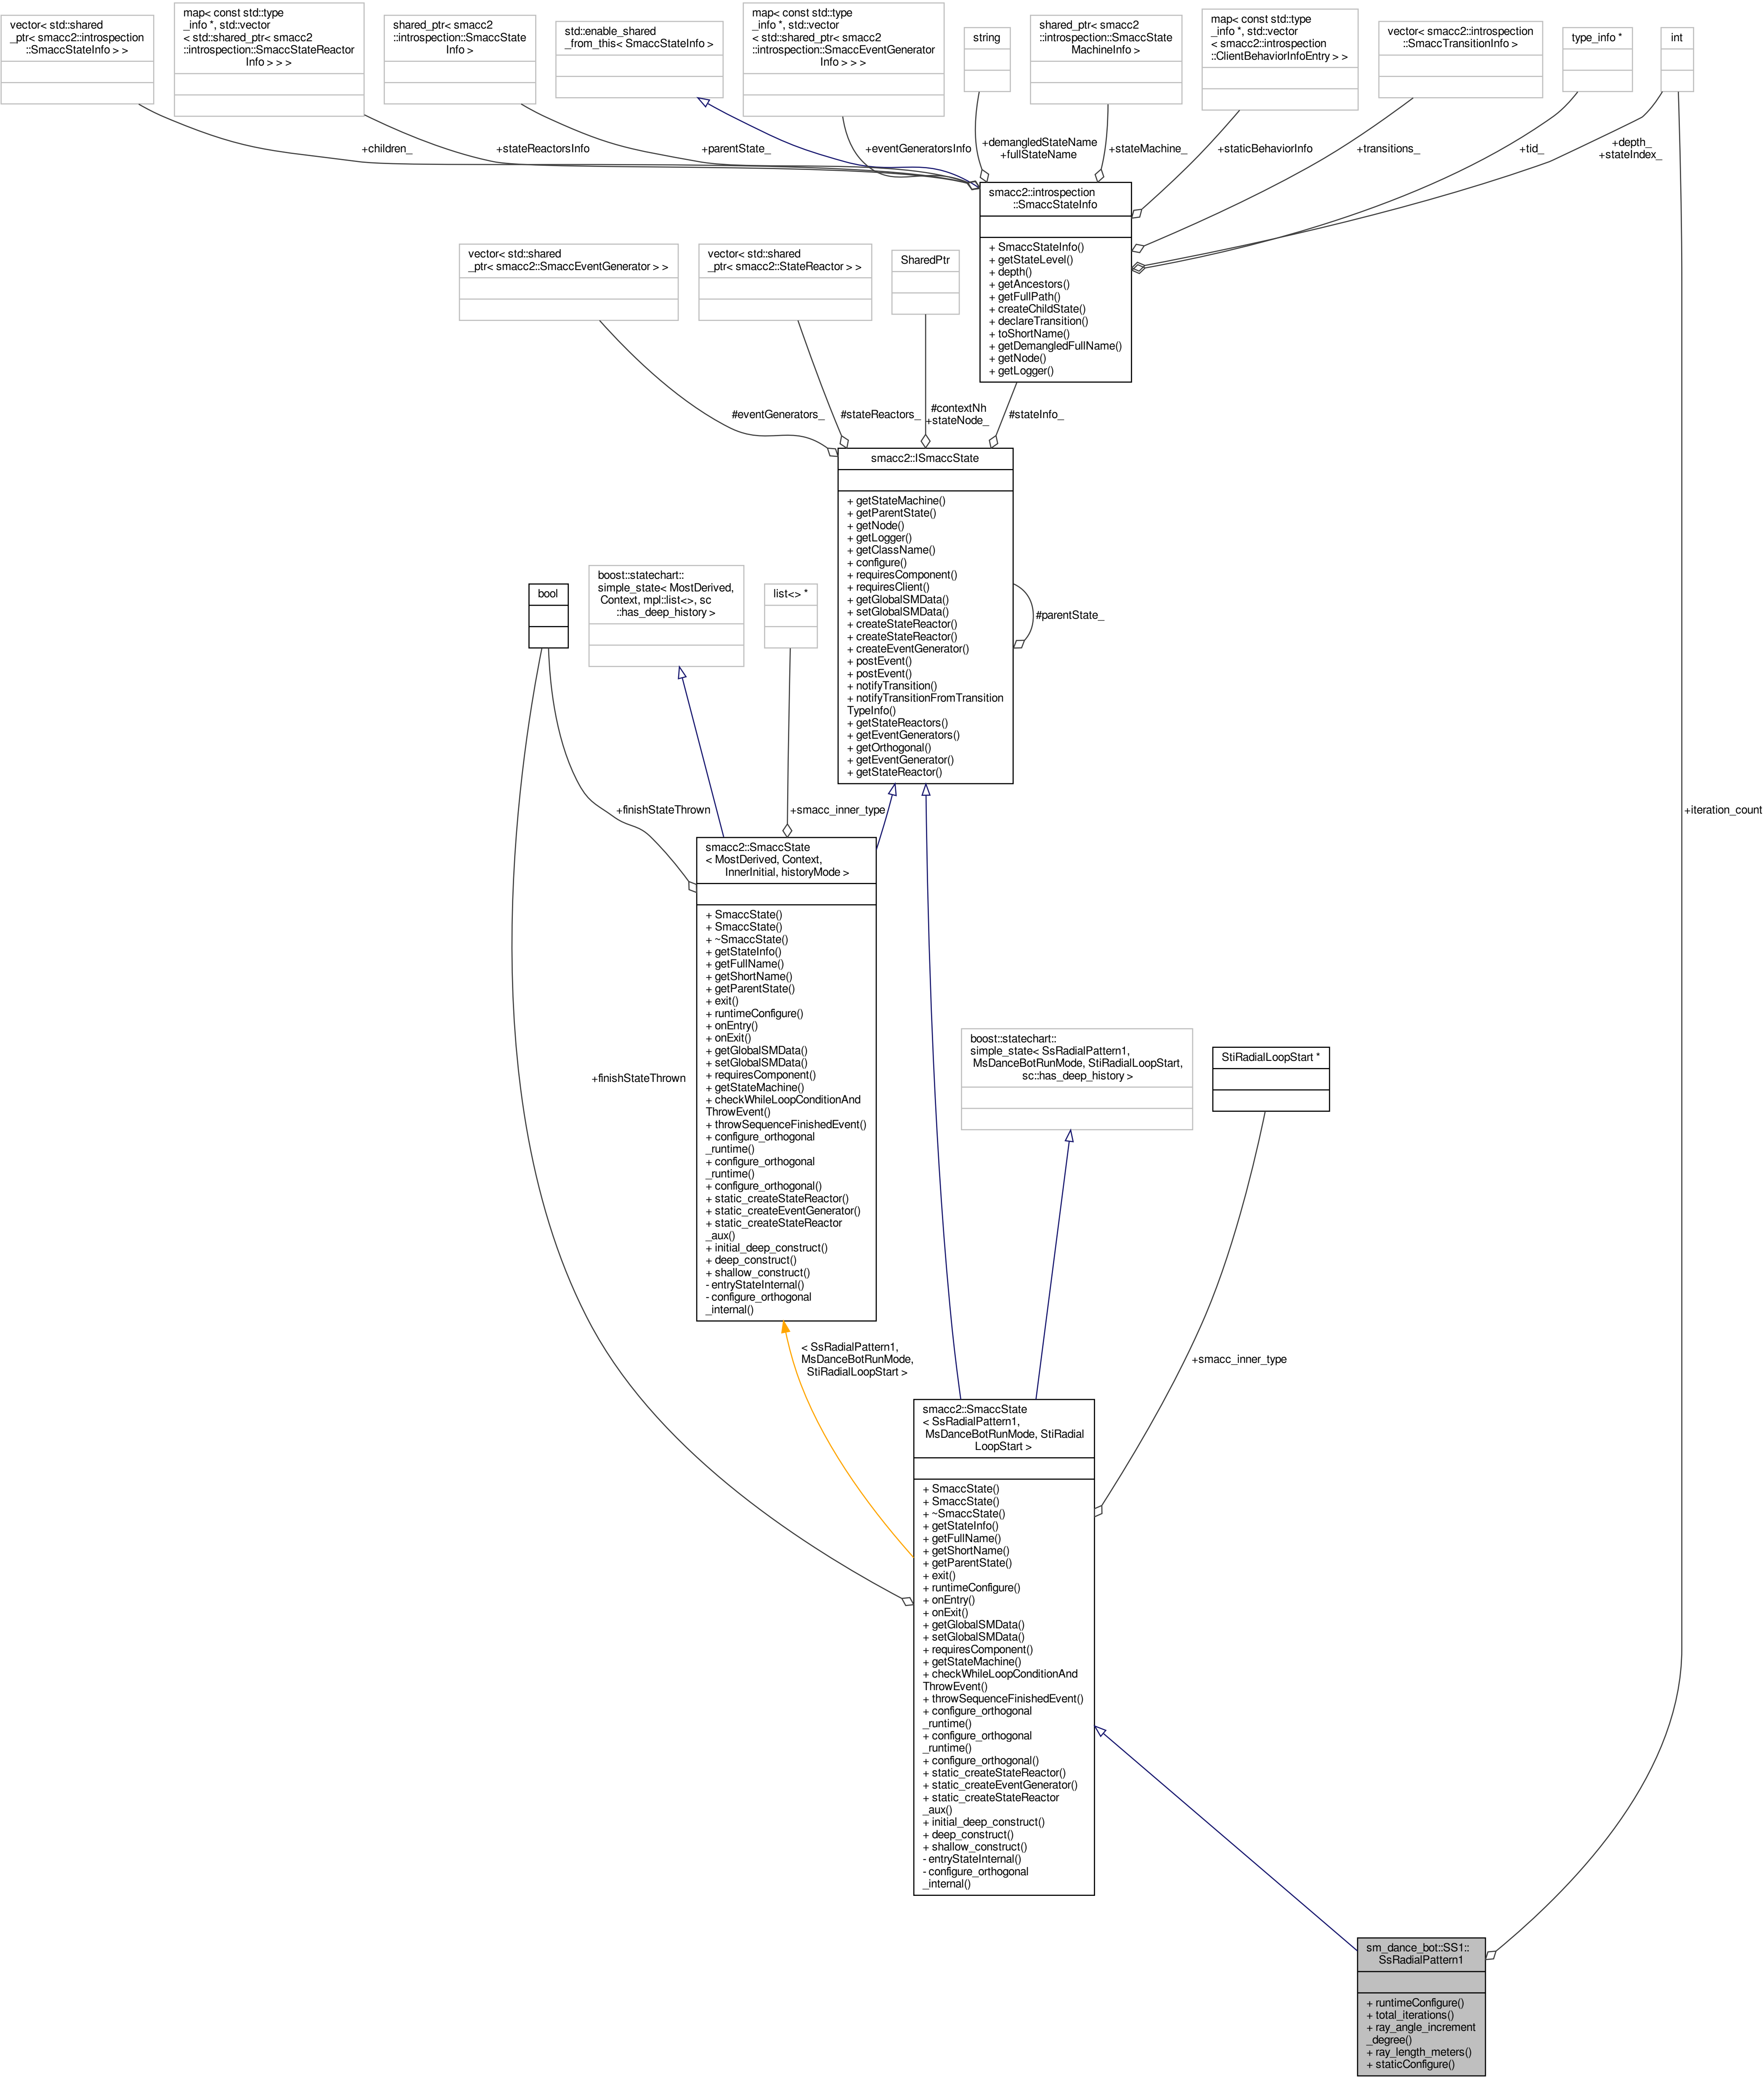 vector< std::shared
_ptr< smacc2::introspection
::SmaccStateInfo > >
map< const std::type
_info *, std::vector
< std::shared_ptr< smacc2
::introspection::SmaccStateReactor
Info > > >
shared_ptr< smacc2
::introspection::SmaccState
Info >
std::enable_shared
_from_this< SmaccStateInfo >
map< const std::type
_info *, std::vector
< std::shared_ptr< smacc2
::introspection::SmaccEventGenerator
Info > > >
string
shared_ptr< smacc2
::introspection::SmaccState
MachineInfo >
map< const std::type
_info *, std::vector
< smacc2::introspection
::ClientBehaviorInfoEntry > >
vector< smacc2::introspection
::SmaccTransitionInfo >
type_info *
int
+children_
+stateReactorsInfo
+parentState_
+eventGeneratorsInfo
+demangledStateName
+fullStateName
+stateMachine_
+staticBehaviorInfo
+transitions_
+tid_
+depth_
+stateIndex_
smacc2::introspection
::SmaccStateInfo
+ SmaccStateInfo()
+ getStateLevel()
+ depth()
+ getAncestors()
+ getFullPath()
+ createChildState()
+ declareTransition()
+ toShortName()
+ getDemangledFullName()
+ getNode()
+ getLogger()
vector< std::shared
_ptr< smacc2::SmaccEventGenerator > >
vector< std::shared
_ptr< smacc2::StateReactor > >
SharedPtr
#eventGenerators_
#stateReactors_
#contextNh
+stateNode_
#stateInfo_
smacc2::ISmaccState
+ getStateMachine()
+ getParentState()
+ getNode()
+ getLogger()
+ getClassName()
+ configure()
+ requiresComponent()
+ requiresClient()
+ getGlobalSMData()
+ setGlobalSMData()
+ createStateReactor()
+ createStateReactor()
+ createEventGenerator()
+ postEvent()
+ postEvent()
+ notifyTransition()
+ notifyTransitionFromTransition
TypeInfo()
+ getStateReactors()
+ getEventGenerators()
+ getOrthogonal()
+ getEventGenerator()
+ getStateReactor()
#parentState_
bool
boost::statechart::
simple_state< MostDerived,
Context, mpl::list<>, sc
::has_deep_history >
list<> *
+finishStateThrown
+smacc_inner_type
+iteration_count
smacc2::SmaccState
< MostDerived, Context,
InnerInitial, historyMode >
+ SmaccState()
+ SmaccState()
+ ~SmaccState()
+ getStateInfo()
+ getFullName()
+ getShortName()
+ getParentState()
+ exit()
+ runtimeConfigure()
+ onEntry()
+ onExit()
+ getGlobalSMData()
+ setGlobalSMData()
+ requiresComponent()
+ getStateMachine()
+ checkWhileLoopConditionAnd
ThrowEvent()
+ throwSequenceFinishedEvent()
+ configure_orthogonal
_runtime()
+ configure_orthogonal
_runtime()
+ configure_orthogonal()
+ static_createStateReactor()
+ static_createEventGenerator()
+ static_createStateReactor
_aux()
+ initial_deep_construct()
+ deep_construct()
+ shallow_construct()
- entryStateInternal()
- configure_orthogonal
_internal()
+finishStateThrown
boost::statechart::
simple_state< SsRadialPattern1,
MsDanceBotRunMode, StiRadialLoopStart,
sc::has_deep_history >
StiRadialLoopStart *
< SsRadialPattern1,
MsDanceBotRunMode,
StiRadialLoopStart >
+smacc_inner_type
smacc2::SmaccState
< SsRadialPattern1,
MsDanceBotRunMode, StiRadial
LoopStart >
+ SmaccState()
+ SmaccState()
+ ~SmaccState()
+ getStateInfo()
+ getFullName()
+ getShortName()
+ getParentState()
+ exit()
+ runtimeConfigure()
+ onEntry()
+ onExit()
+ getGlobalSMData()
+ setGlobalSMData()
+ requiresComponent()
+ getStateMachine()
+ checkWhileLoopConditionAnd
ThrowEvent()
+ throwSequenceFinishedEvent()
+ configure_orthogonal
_runtime()
+ configure_orthogonal
_runtime()
+ configure_orthogonal()
+ static_createStateReactor()
+ static_createEventGenerator()
+ static_createStateReactor
_aux()
+ initial_deep_construct()
+ deep_construct()
+ shallow_construct()
- entryStateInternal()
- configure_orthogonal
_internal()
sm_dance_bot::SS1::
SsRadialPattern1
+ runtimeConfigure()
+ total_iterations()
+ ray_angle_increment
_degree()
+ ray_length_meters()
+ staticConfigure()